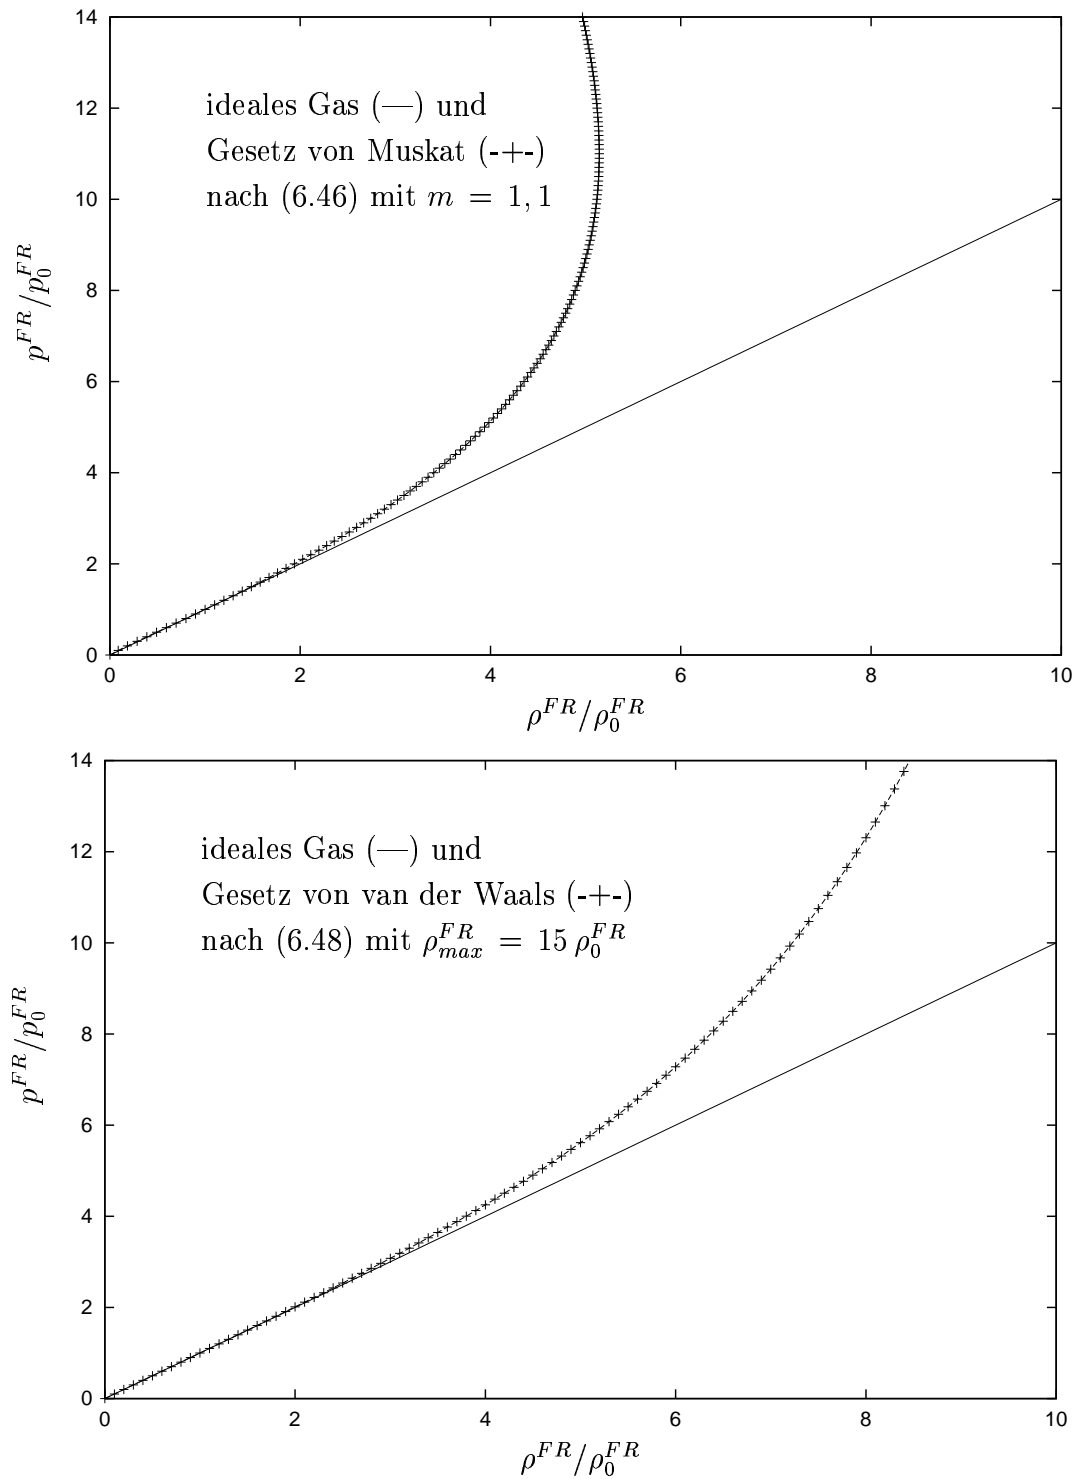 14
12
10
8
6
4
2
0
ideales Gas (—) und
Gesetz von Muskat (-+-)
nach (6.46) mit m = 1, 1
p^{FR}/p_0^{FR}
0 2 4 6 8 10
ρ^{FR}/ρ_0^{FR}
14
12
10
8
6
4
2
0
ideales Gas (—) und
Gesetz von van der Waals (-+-)
nach (6.48) mit ρ_{max}^{FR} = 15 ρ_0^{FR}
p^{FR}/p_0^{FR}
0 2 4 6 8 10
ρ^{FR}/ρ_0^{FR}